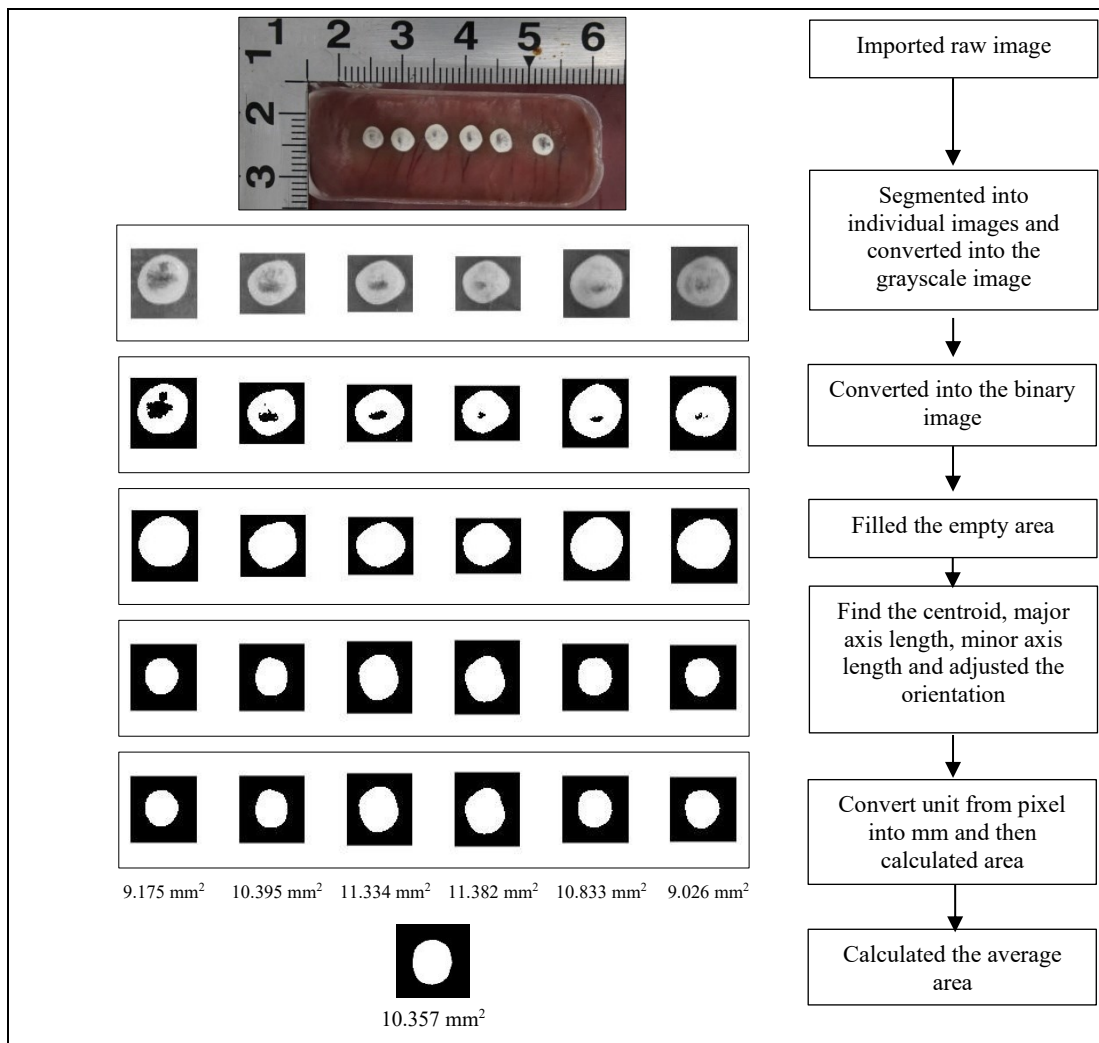 1 2 3 4 5 6
1
2
3
Imported raw image
Segmented into
individual images and
converted into the
grayscale image
Converted into the binary
image
Filled the empty area
Find the centroid, major
axis length, minor axis
length and adjusted the
orientation
Convert unit from pixel
into mm and then
calculated area
9.175 mm² 10.395 mm² 11.334 mm² 11.382 mm² 10.833 mm² 9.026 mm²
Calculated the average
area
10.357 mm²